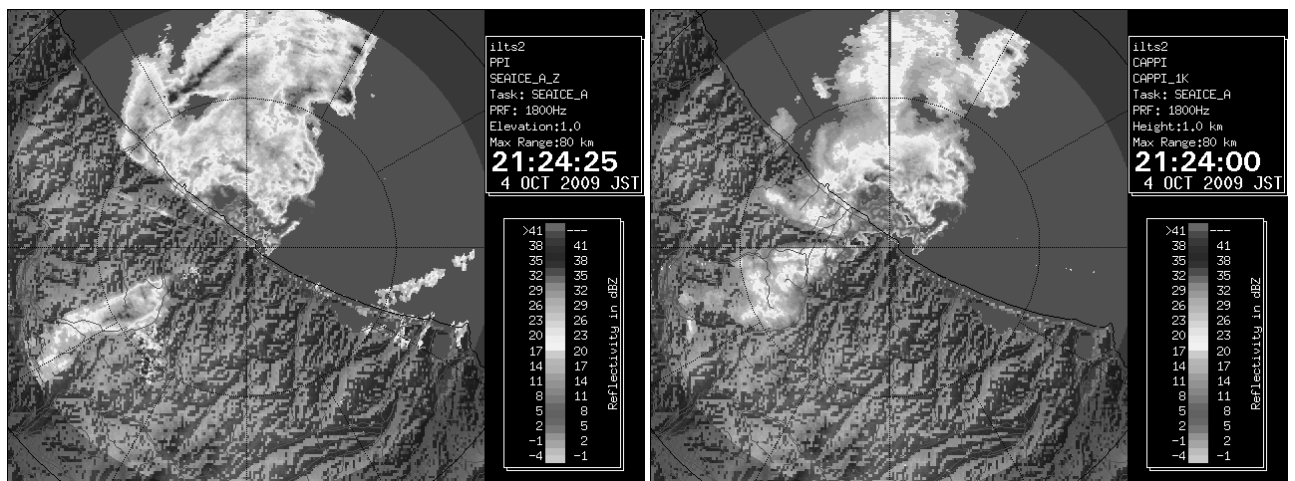 ilts2
PPI
SEAICE_A_Z
Task: SEAICE_A
PRF: 1800Hz
Elevation:1.0
Max Range:80 km
21:24:25
4 OCT 2009 JST
>41 ---
38 41
35 38
32 35
29 32
26 29
23 26
20 23
17 20
14 17
11 14
8 11
5 8
2 5
-1 2
-4 -1
Reflectivity in dBZ
ilts2
CAPPI
CAPPI_1K
Task: SEAICE_A
PRF: 1800Hz
Height:1.0 km
Max Range:80 km
21:24:00
4 OCT 2009 JST
>41 ---
38 41
35 38
32 35
29 32
26 29
23 26
20 23
17 20
14 17
11 14
8 11
5 8
2 5
-1 2
-4 -1
Reflectivity in dBZ